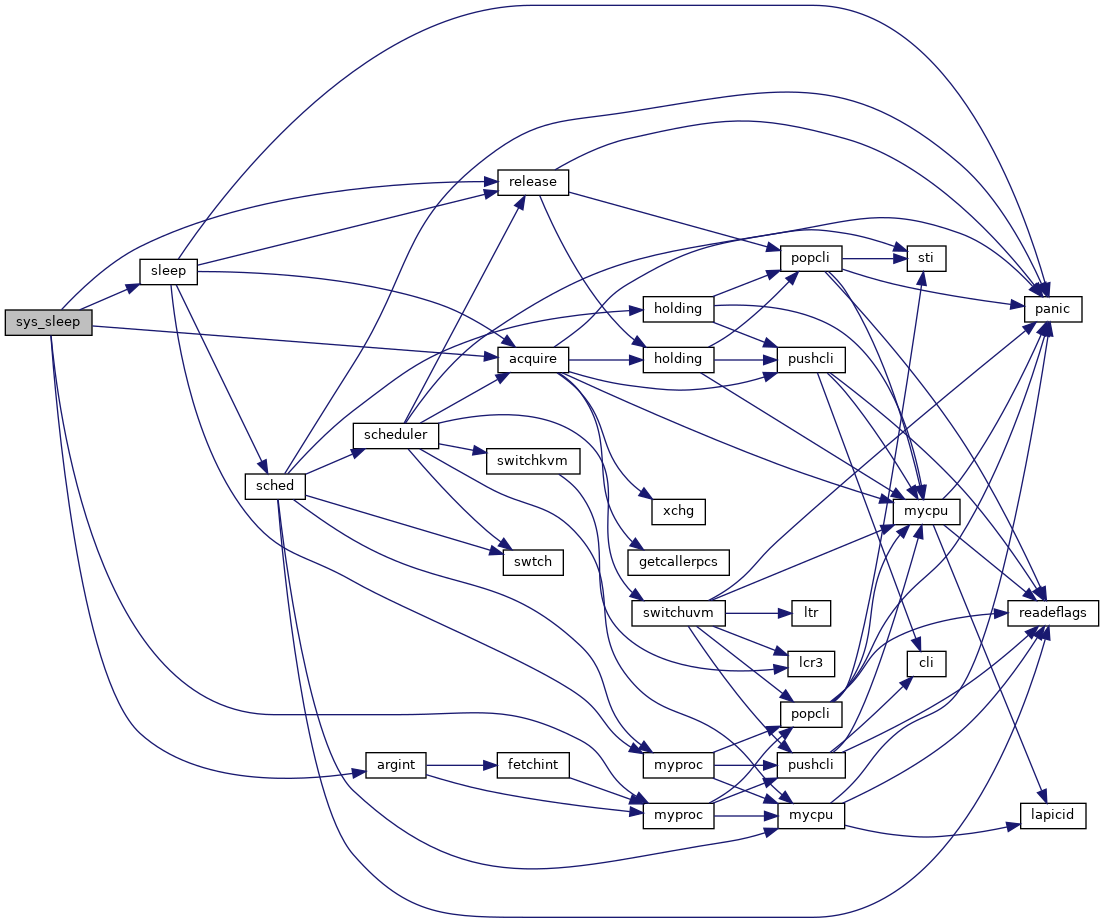 sys_sleep
sleep
sched
scheduler
argint
release
acquire
switchkvm
swtch
fetchint
holding
holding
xchg
getcallerpcs
switchuvm
myproc
myproc
popcli
pushcli
ltr
lcr3
popcli
pushcli
mycpu
sti
mycpu
cli
panic
readeflags
lapicid